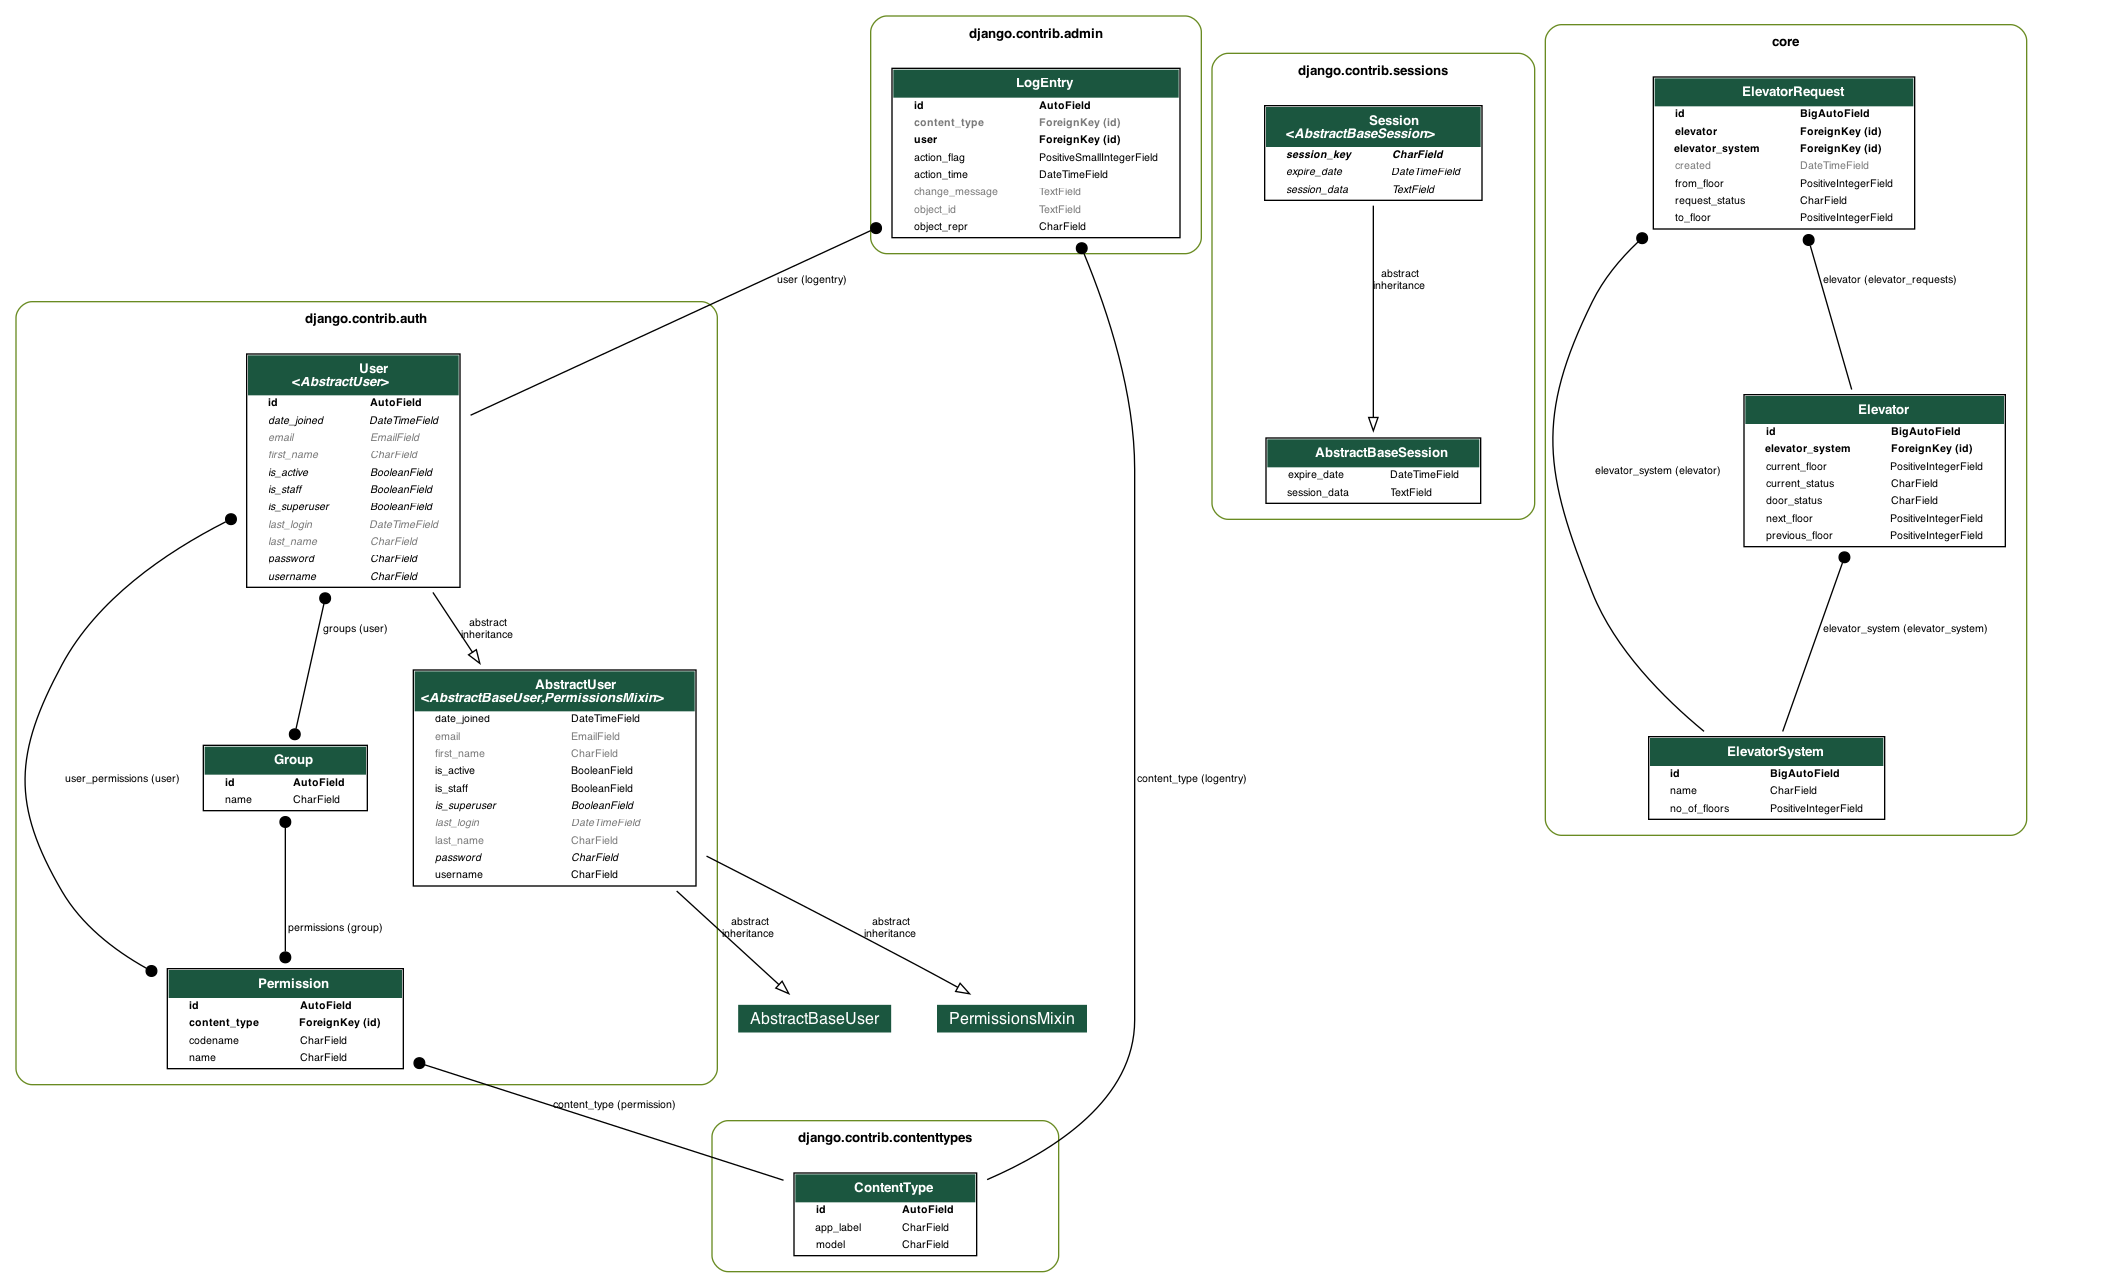 django.contrib.admin
LogEntry
id AutoField
content_type ForeignKey (id)
user ForeignKey (id)
action_flag PositiveSmallIntegerField
action_time DateTimeField
change_message TextField
object_id TextField
object_repr CharField
django.contrib.sessions
Session
<AbstractBaseSession>
session_key CharField
expire_date DateTimeField
session_data TextField
abstract
inheritance
AbstractBaseSession
expire_date DateTimeField
session_data TextField
core
ElevatorRequest
id BigAutoField
elevator ForeignKey (id)
elevator_system ForeignKey (id)
created DateTimeField
from_floor PositiveIntegerField
request_status CharField
to_floor PositiveIntegerField
elevator (elevator_requests)
Elevator
id BigAutoField
elevator_system ForeignKey (id)
current_floor PositiveIntegerField
current_status CharField
door_status CharField
next_floor PositiveIntegerField
previous_floor PositiveIntegerField
elevator_system (elevator)
elevator_system (elevator_system)
ElevatorSystem
id BigAutoField
name CharField
no_of_floors PositiveIntegerField
user (logentry)
django.contrib.auth
User
<AbstractUser>
id AutoField
date_joined DateTimeField
email EmailField
first_name CharField
is_active BooleanField
is_staff BooleanField
is_superuser BooleanField
last_login DateTimeField
last_name CharField
password CharField
username CharField
groups (user)
abstract
inheritance
AbstractUser
<AbstractBaseUser,PermissionsMixin>
date_joined DateTimeField
email EmailField
first_name CharField
is_active BooleanField
is_staff BooleanField
is_superuser BooleanField
last_login DateTimeField
last_name CharField
password CharField
username CharField
user_permissions (user)
Group
id AutoField
name CharField
permissions (group)
abstract
inheritance
abstract
inheritance
content_type (logentry)
Permission
id AutoField
content_type ForeignKey (id)
codename CharField
name CharField
AbstractBaseUser
PermissionsMixin
content_type (permission)
django.contrib.contenttypes
ContentType
id AutoField
app_label CharField
model CharField